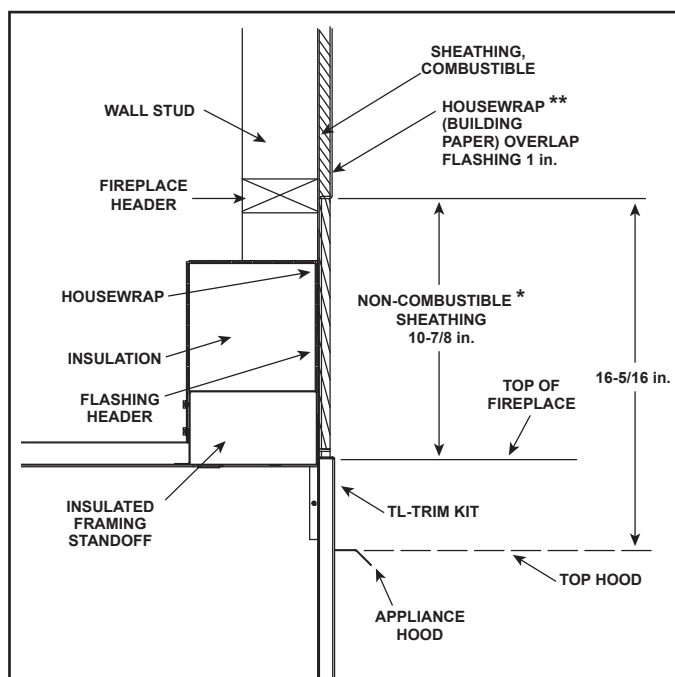 SHEATHING,
COMBUSTIBLE
HOUSEWRAP **
(BUILDING
PAPER) OVERLAP
FLASHING 1 in.
WALL STUD
FIREPLACE
HEADER
HOUSEWRAP
NON-COMBUSTIBLE *
SHEATHING
10-7/8 in.
INSULATION
16-5/16 in.
FLASHING
HEADER
TOP OF
FIREPLACE
INSULATED
FRAMING
STANDOFF
TL-TRIM KIT
TOP HOOD
APPLIANCE
HOOD